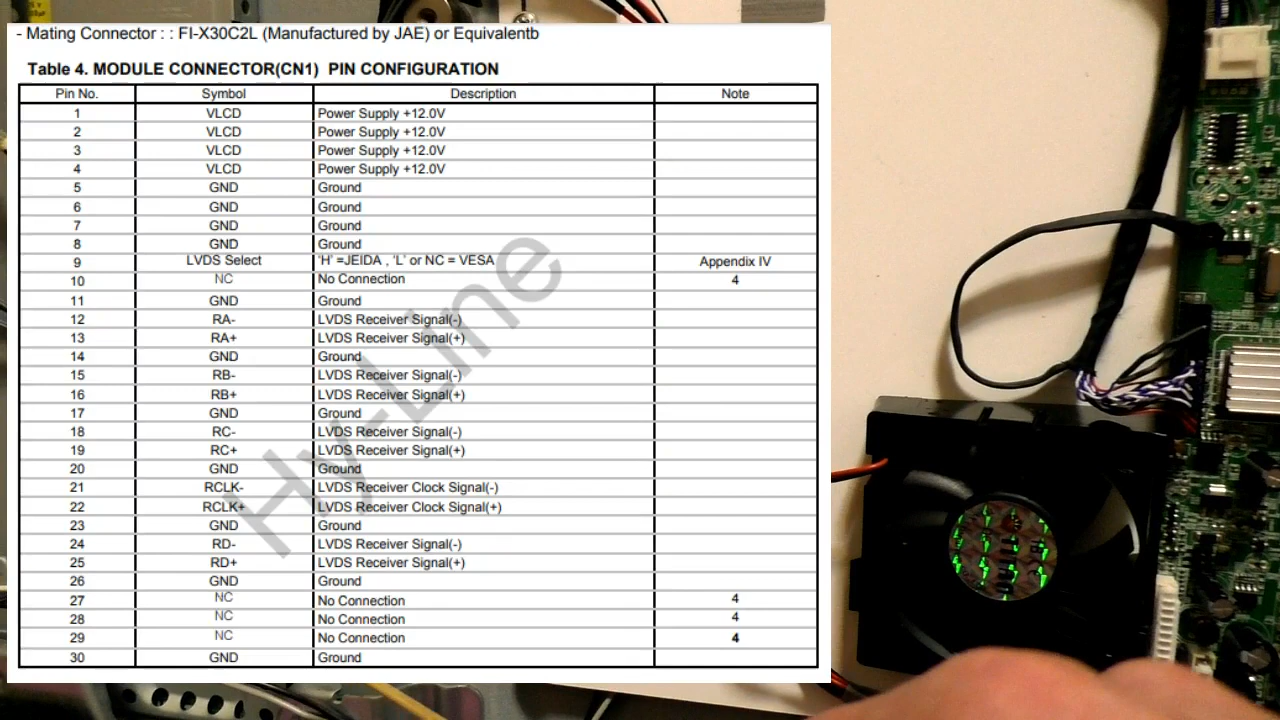 - Mating Connector : : FI-X30C2L (Manufactured by JAE) or Equivalentb
Table 4. MODULE CONNECTOR(CN1) PIN CONFIGURATION
Pin No. Symbol Description Note
1 VLCD Power Supply +12.0V
2 VLCD Power Supply +12.0V
3 VLCD Power Supply +12.0V
4 VLCD Power Supply +12.0V
5 GND Ground
6 GND Ground
7 GND Ground
8 GND Ground
9 LVDS Select 'H' =JEIDA , 'L' or NC = VESA Appendix IV
10 NC No Connection 4
11 GND Ground
12 RA- LVDS Receiver Signal(-)
13 RA+ LVDS Receiver Signal(+)
14 GND Ground
15 RB- LVDS Receiver Signal(-)
16 RB+ LVDS Receiver Signal(+)
17 GND Ground
18 RC- LVDS Receiver Signal(-)
19 RC+ LVDS Receiver Signal(+)
20 GND Ground
21 RCLK- LVDS Receiver Clock Signal(-)
22 RCLK+ LVDS Receiver Clock Signal(+)
23 GND Ground
24 RD- LVDS Receiver Signal(-)
25 RD+ LVDS Receiver Signal(+)
26 GND Ground
27 NC No Connection 4
28 NC No Connection 4
29 NC No Connection 4
30 GND Ground
Hy-Line